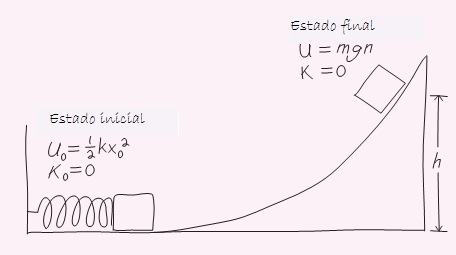 Estado final
U = mgn
K = 0
Estado inicial
U₀ = ½kx₀²
K₀ = 0
h